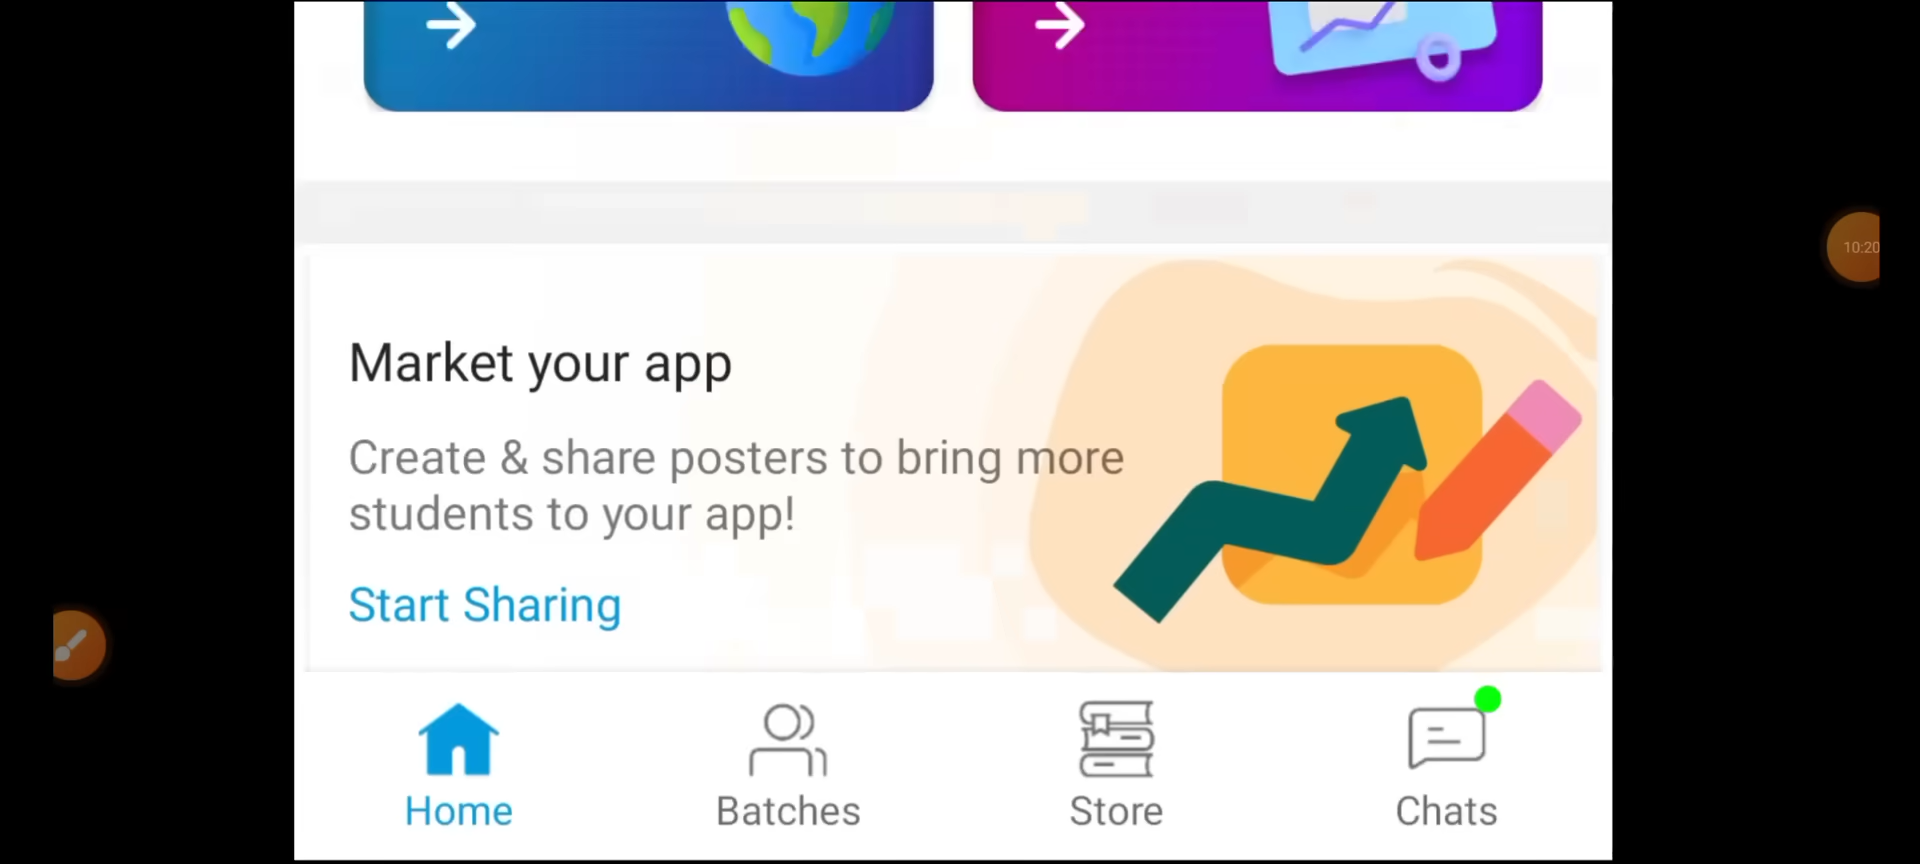 10:20
Market your app
Create & share posters to bring more
students to your app!
Start Sharing
Home
Batches
Store
Chats